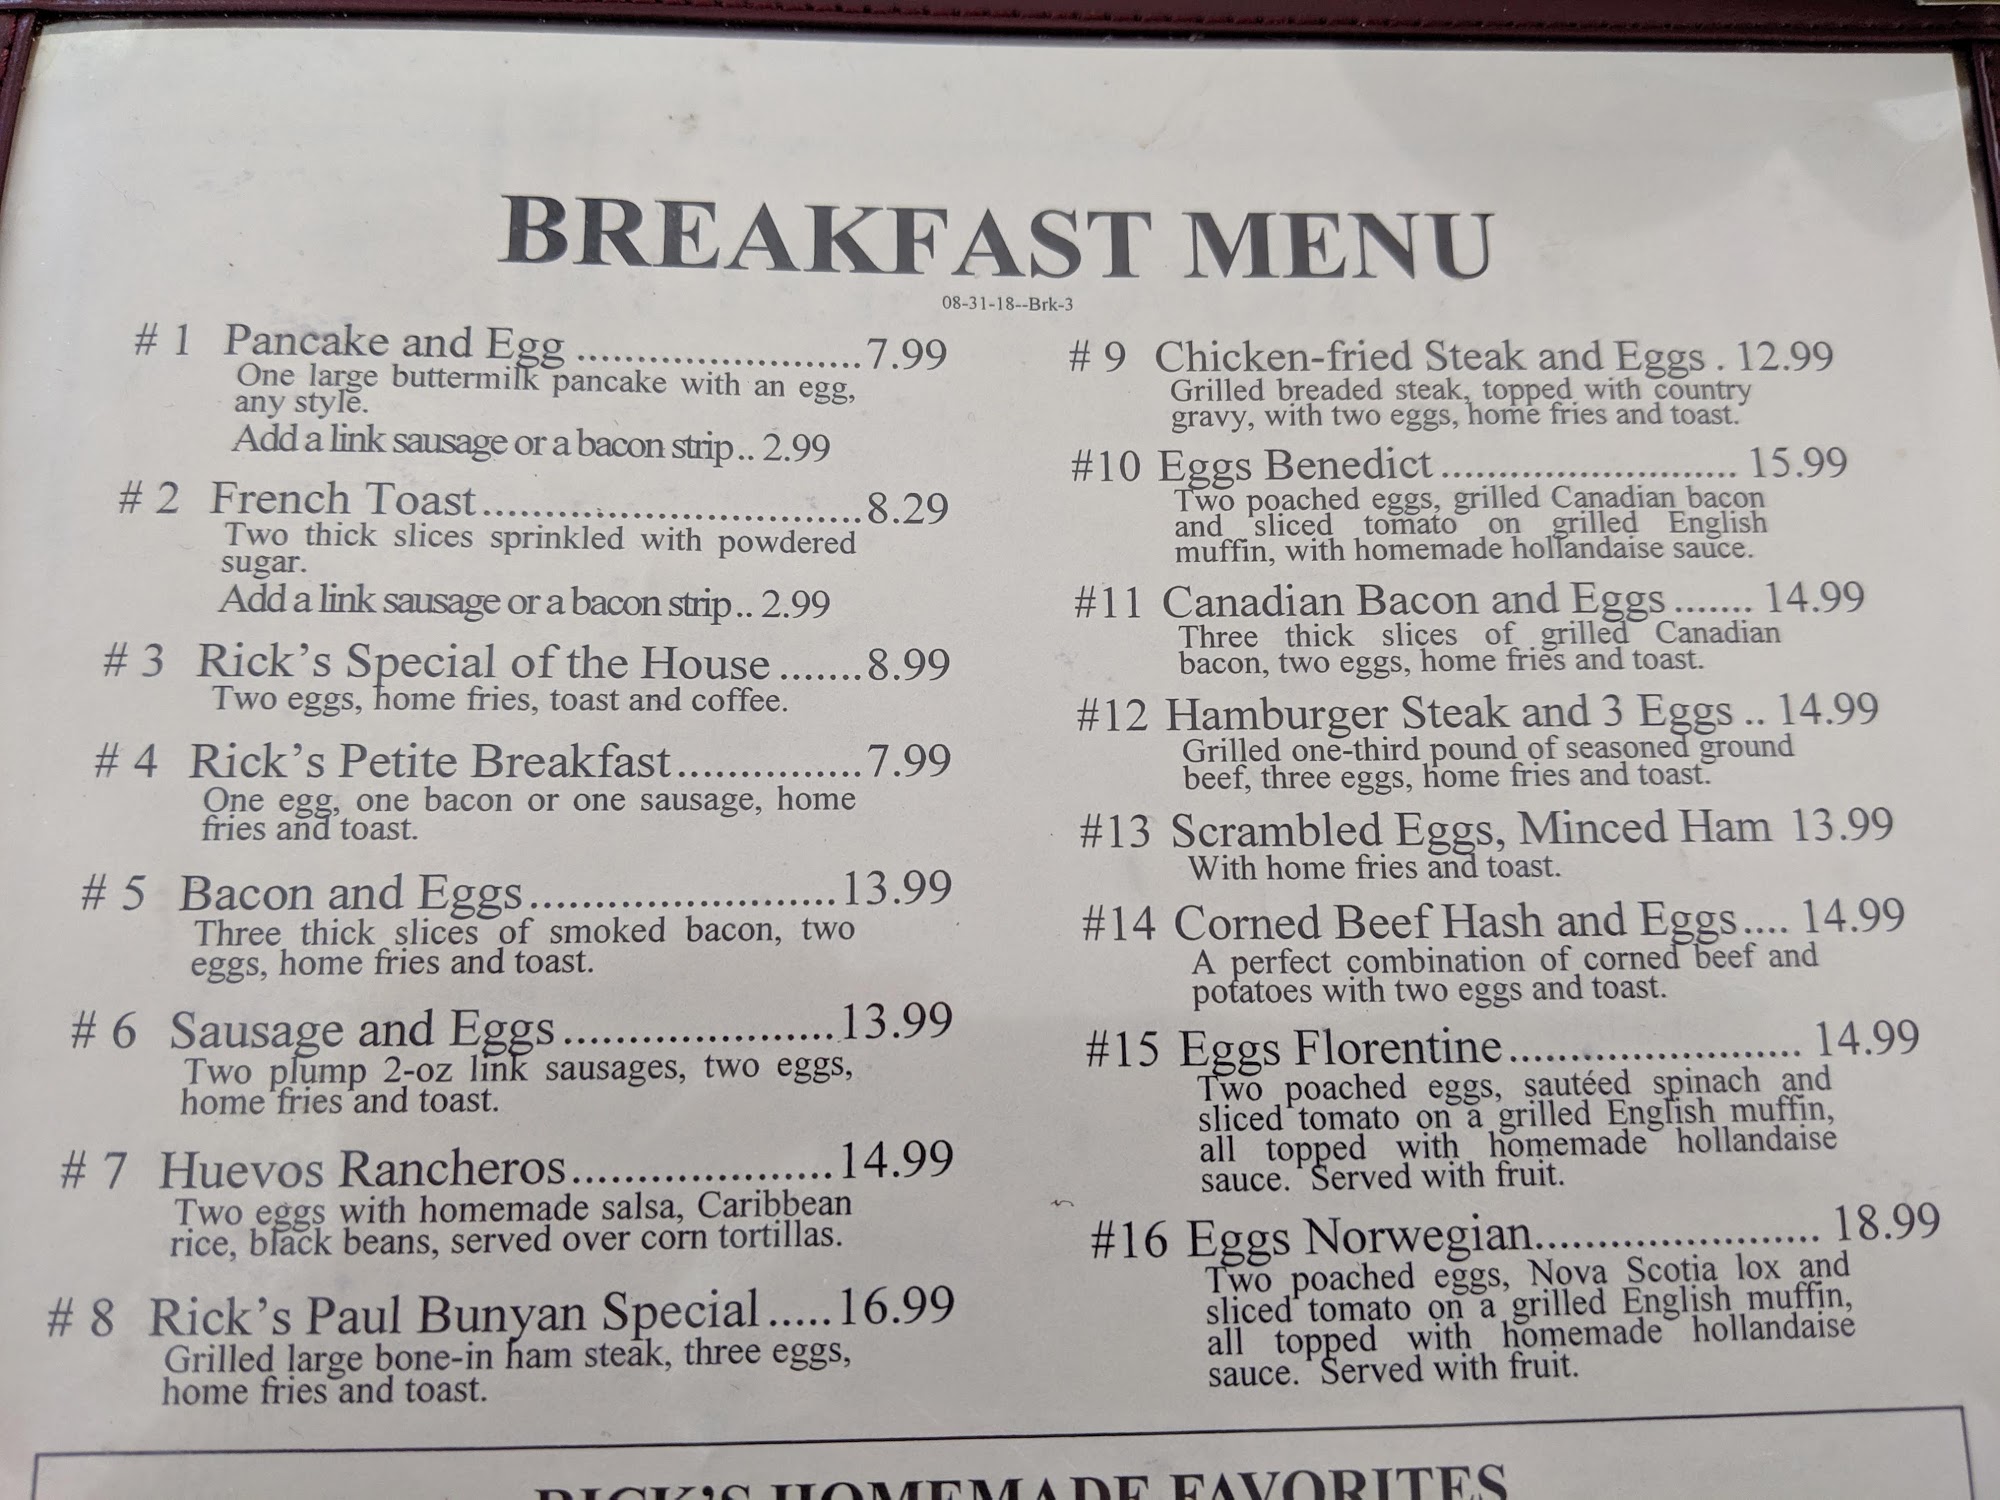 BREAKFAST MENU
08-31-18--Brk-3
# 1 Pancake and Egg ........................7.99
One large buttermilk pancake with an egg,
any style.
Add a link sausage or a bacon strip.. 2.99
# 2 French Toast................................8.29
Two thick slices sprinkled with powdered
sugar.
Add a link sausage or a bacon strip.. 2.99
# 3 Rick's Special of the House .......8.99
Two eggs, home fries, toast and coffee.
# 4 Rick's Petite Breakfast...............7.99
One egg, one bacon or one sausage, home
fries and toast.
# 5 Bacon and Eggs.........................13.99
Three thick slices of smoked bacon, two
eggs, home fries and toast.
# 6 Sausage and Eggs......................13.99
Two plump 2-oz link sausages, two eggs,
home fries and toast.
# 7 Huevos Rancheros.....................14.99
Two eggs with homemade salsa, Caribbean
rice, black beans, served over corn tortillas.
# 8 Rick's Paul Bunyan Special .....16.99
Grilled large bone-in ham steak, three eggs,
home fries and toast.
# 9 Chicken-fried Steak and Eggs . 12.99
Grilled breaded steak, topped with country
gravy, with two eggs, home fries and toast.
#10 Eggs Benedict........................... 15.99
Two poached eggs, grilled Canadian bacon
and sliced tomato on grilled English
muffin, with homemade hollandaise sauce.
#11 Canadian Bacon and Eggs ....... 14.99
Three thick slices of grilled Canadian
bacon, two eggs, home fries and toast.
#12 Hamburger Steak and 3 Eggs .. 14.99
Grilled one-third pound of seasoned ground
beef, three eggs, home fries and toast.
#13 Scrambled Eggs, Minced Ham 13.99
With home fries and toast.
#14 Corned Beef Hash and Eggs.... 14.99
A perfect combination of corned beef and
potatoes with two eggs and toast.
#15 Eggs Florentine........................ 14.99
Two poached eggs, sautéed spinach and
sliced tomato on a grilled English muffin,
all topped with homemade hollandaise
sauce. Served with fruit.
#16 Eggs Norwegian....................... 18.99
Two poached eggs, Nova Scotia lox and
sliced tomato on a grilled English muffin,
all topped with homemade hollandaise
sauce. Served with fruit.
RICK'S HOMEMADE FAVORITES